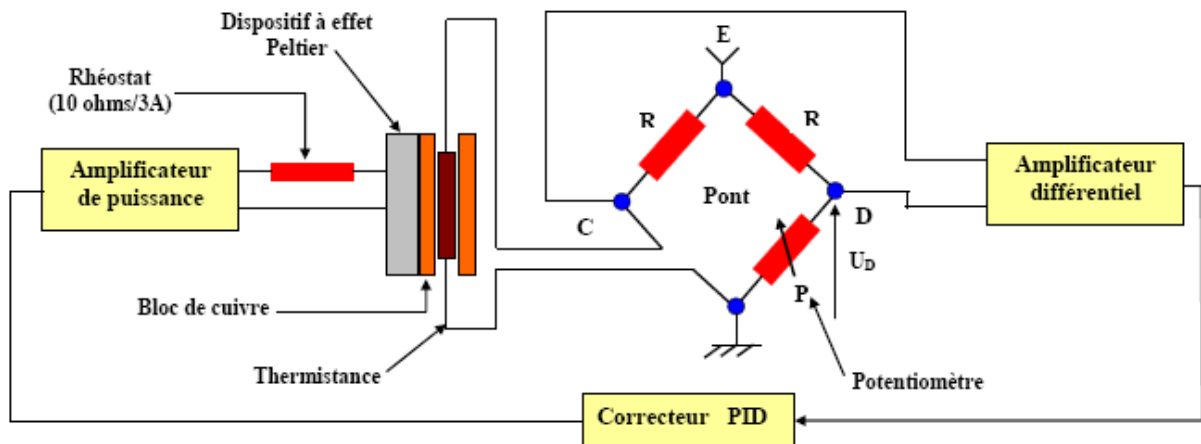 Dispositif à effet
Peltier
E
Rhéostat
(10 ohms/3A)
R
R
Amplificateur
de puissance
Amplificateur
différentiel
Pont
C
D
U_D
P
Bloc de cuivre
Thermistance
Potentiomètre
Correcteur PID